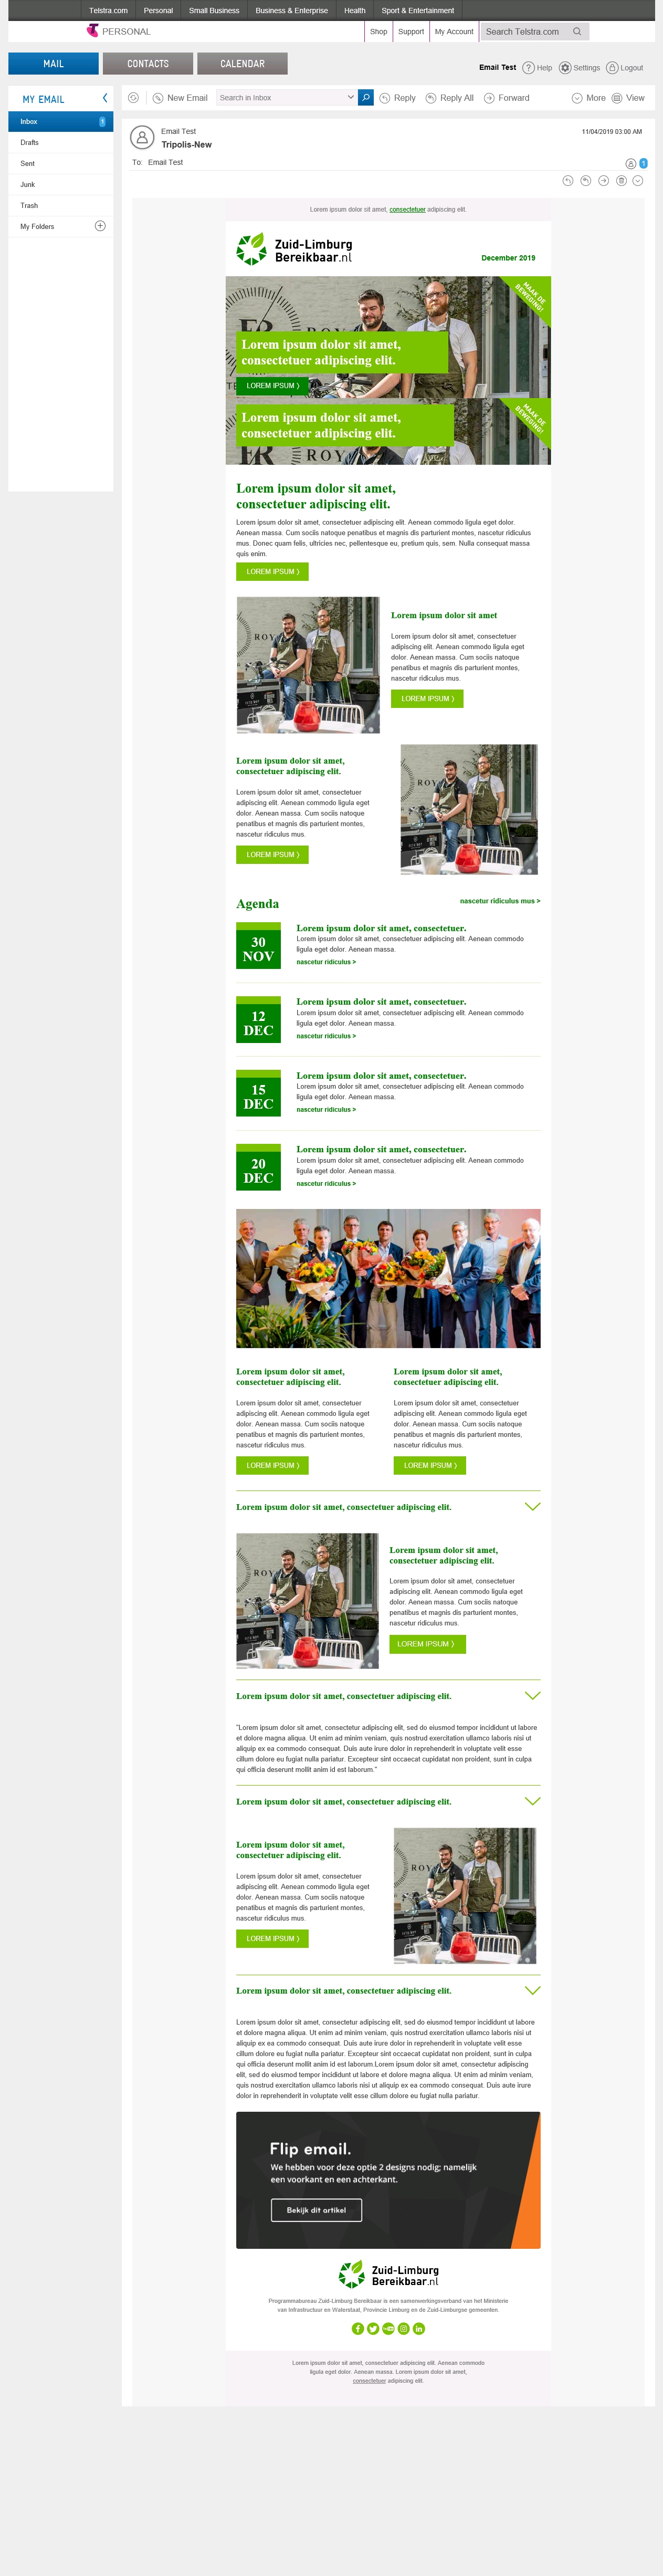 Telstra.com Personal Small Business Business & Enterprise Health Sport & Entertainment
PERSONAL Shop Support My Account Search Telstra.com
MAIL CONTACTS CALENDAR Email Test Help Settings Logout
MY EMAIL
Inbox 1
Drafts
Sent
Junk
Trash
My Folders
New Email Search in Inbox Reply Reply All Forward More View
Email Test 11/04/2019 03:00 AM
Tripolis-New
To: Email Test 1
Lorem ipsum dolor sit amet, consectetuer adipiscing elit.
Zuid-Limburg
Bereikbaar.nl December 2019
MAAK DE
BEWEGING!
Lorem ipsum dolor sit amet,
consectetuer adipiscing elit.
LOREM IPSUM
MAAK DE
BEWEGING!
Lorem ipsum dolor sit amet,
consectetuer adipiscing elit.
Lorem ipsum dolor sit amet,
consectetuer adipiscing elit.
Lorem ipsum dolor sit amet, consectetuer adipiscing elit. Aenean commodo ligula eget dolor.
Aenean massa. Cum sociis natoque penatibus et magnis dis parturient montes, nascetur ridiculus
mus. Donec quam felis, ultricies nec, pellentesque eu, pretium quis, sem. Nulla consequat massa
quis enim.
LOREM IPSUM
Lorem ipsum dolor sit amet
Lorem ipsum dolor sit amet, consectetuer
adipiscing elit. Aenean commodo ligula eget
dolor. Aenean massa. Cum sociis natoque
penatibus et magnis dis parturient montes,
nascetur ridiculus mus.
LOREM IPSUM
Lorem ipsum dolor sit amet,
consectetuer adipiscing elit.
Lorem ipsum dolor sit amet, consectetuer
adipiscing elit. Aenean commodo ligula eget
dolor. Aenean massa. Cum sociis natoque
penatibus et magnis dis parturient montes,
nascetur ridiculus mus.
LOREM IPSUM
Agenda nascetur ridiculus mus >
30
NOV
Lorem ipsum dolor sit amet, consectetuer.
Lorem ipsum dolor sit amet, consectetuer adipiscing elit. Aenean commodo
ligula eget dolor. Aenean massa.
nascetur ridiculus >
12
DEC
Lorem ipsum dolor sit amet, consectetuer.
Lorem ipsum dolor sit amet, consectetuer adipiscing elit. Aenean commodo
ligula eget dolor. Aenean massa.
nascetur ridiculus >
15
DEC
Lorem ipsum dolor sit amet, consectetuer.
Lorem ipsum dolor sit amet, consectetuer adipiscing elit. Aenean commodo
ligula eget dolor. Aenean massa.
nascetur ridiculus >
20
DEC
Lorem ipsum dolor sit amet, consectetuer.
Lorem ipsum dolor sit amet, consectetuer adipiscing elit. Aenean commodo
ligula eget dolor. Aenean massa.
nascetur ridiculus >
Lorem ipsum dolor sit amet,
consectetuer adipiscing elit.
Lorem ipsum dolor sit amet, consectetuer
adipiscing elit. Aenean commodo ligula eget
dolor. Aenean massa. Cum sociis natoque
penatibus et magnis dis parturient montes,
nascetur ridiculus mus.
LOREM IPSUM
Lorem ipsum dolor sit amet,
consectetuer adipiscing elit.
Lorem ipsum dolor sit amet, consectetuer
adipiscing elit. Aenean commodo ligula eget
dolor. Aenean massa. Cum sociis natoque
penatibus et magnis dis parturient montes,
nascetur ridiculus mus.
LOREM IPSUM
Lorem ipsum dolor sit amet, consectetuer adipiscing elit.
Lorem ipsum dolor sit amet,
consectetuer adipiscing elit.
Lorem ipsum dolor sit amet, consectetuer
adipiscing elit. Aenean commodo ligula eget
dolor. Aenean massa. Cum sociis natoque
penatibus et magnis dis parturient montes,
nascetur ridiculus mus.
LOREM IPSUM
Lorem ipsum dolor sit amet, consectetuer adipiscing elit.
"Lorem ipsum dolor sit amet, consectetur adipiscing elit, sed do eiusmod tempor incididunt ut labore
et dolore magna aliqua. Ut enim ad minim veniam, quis nostrud exercitation ullamco laboris nisi ut
aliquip ex ea commodo consequat. Duis aute irure dolor in reprehenderit in voluptate velit esse
cillum dolore eu fugiat nulla pariatur. Excepteur sint occaecat cupidatat non proident, sunt in culpa
qui officia deserunt mollit anim id est laborum."
Lorem ipsum dolor sit amet, consectetuer adipiscing elit.
Lorem ipsum dolor sit amet,
consectetuer adipiscing elit.
Lorem ipsum dolor sit amet, consectetuer
adipiscing elit. Aenean commodo ligula eget
dolor. Aenean massa. Cum sociis natoque
penatibus et magnis dis parturient montes,
nascetur ridiculus mus.
LOREM IPSUM
Lorem ipsum dolor sit amet, consectetuer adipiscing elit.
Lorem ipsum dolor sit amet, consectetur adipiscing elit, sed do eiusmod tempor incididunt ut labore
et dolore magna aliqua. Ut enim ad minim veniam, quis nostrud exercitation ullamco laboris nisi ut
aliquip ex ea commodo consequat. Duis aute irure dolor in reprehenderit in voluptate velit esse
cillum dolore eu fugiat nulla pariatur. Excepteur sint occaecat cupidatat non proident, sunt in culpa
qui officia deserunt mollit anim id est laborum.Lorem ipsum dolor sit amet, consectetur adipiscing
elit, sed do eiusmod tempor incididunt ut labore et dolore magna aliqua. Ut enim ad minim veniam,
quis nostrud exercitation ullamco laboris nisi ut aliquip ex ea commodo consequat. Duis aute irure
dolor in reprehenderit in voluptate velit esse cillum dolore eu fugiat nulla pariatur.
Flip email.
We hebben voor deze optie 2 designs nodig; namelijk
een voorkant en een achterkant.
Bekijk dit artikel
Zuid-Limburg
Bereikbaar.nl
Programmabureau Zuid-Limburg Bereikbaar is een samenwerkingsverband van het Ministerie
van Infrastructuur en Waterstaat, Provincie Limburg en de Zuid-Limburgse gemeenten.
Lorem ipsum dolor sit amet, consectetuer adipiscing elit. Aenean commodo
ligula eget dolor. Aenean massa. Lorem ipsum dolor sit amet,
consectetuer adipiscing elit.